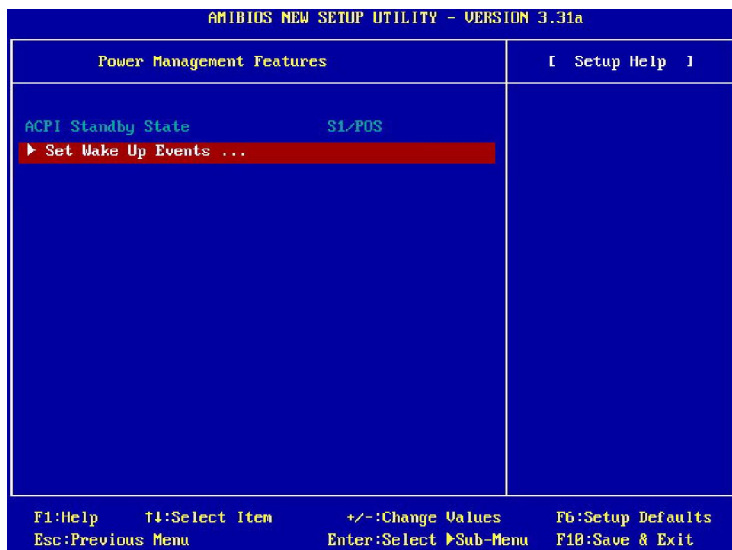 AMIBIOS NEW SETUP UTILITY - VERSION 3.31a
Power Management Features
[ Setup Help ]
ACPI Standby State S1/POS
▶ Set Wake Up Events ...
F1:Help ↑↓:Select Item +/-:Change Values F6:Setup Defaults
Esc:Previous Menu Enter:Select ▶Sub-Menu F10:Save & Exit